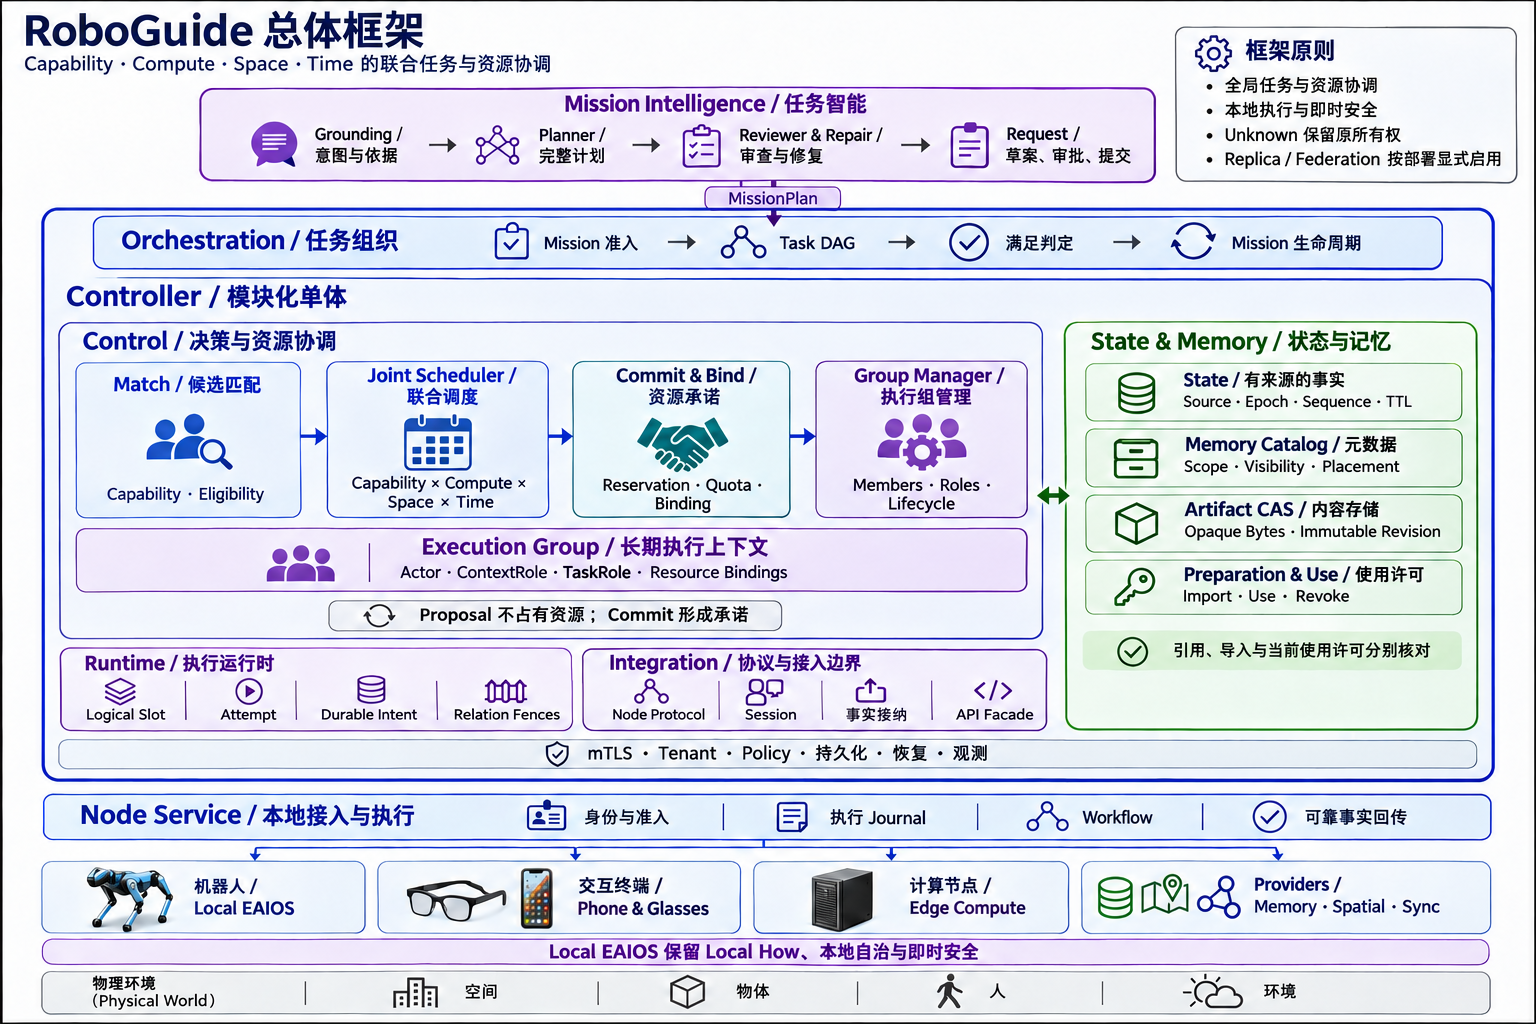 RoboGuide 总体框架
Capability · Compute · Space · Time 的联合任务与资源协调
框架原则
• 全局任务与资源协调
• 本地执行与即时安全
• Unknown 保留原所有权
• Replica / Federation 按部署显式启用
Mission Intelligence / 任务智能
Grounding /
意图与依据
Planner /
完整计划
Reviewer & Repair /
审查与修复
Request /
草案、审批、提交
MissionPlan
Orchestration / 任务组织
Mission 准入
Task DAG
满足判定
Mission 生命周期
Controller / 模块化单体
Control / 决策与资源协调
Match / 候选匹配
Capability · Eligibility
Joint Scheduler /
联合调度
Capability × Compute ×
Space × Time
Commit & Bind /
资源承诺
Reservation · Quota ·
Binding
Group Manager /
执行组管理
Members · Roles ·
Lifecycle
Execution Group / 长期执行上下文
Actor · ContextRole · TaskRole · Resource Bindings
Proposal 不占有资源； Commit 形成承诺
State & Memory / 状态与记忆
State / 有来源的事实
Source · Epoch · Sequence · TTL
Memory Catalog / 元数据
Scope · Visibility · Placement
Artifact CAS / 内容存储
Opaque Bytes · Immutable Revision
Preparation & Use / 使用许可
Import · Use · Revoke
引用、导入与当前使用许可分别核对
Runtime / 执行运行时
Logical Slot
Attempt
Durable Intent
Relation Fences
Integration / 协议与接入边界
Node Protocol
Session
事实接纳
API Facade
mTLS · Tenant · Policy · 持久化 · 恢复 · 观测
Node Service / 本地接入与执行
身份与准入
执行 Journal
Workflow
可靠事实回传
机器人 /
Local EAIOS
交互终端 /
Phone & Glasses
计算节点 /
Edge Compute
Providers /
Memory · Spatial · Sync
Local EAIOS 保留 Local How、本地自治与即时安全
物理环境
（Physical World）
空间
物体
人
环境